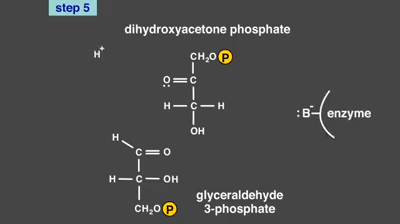 step 5
dihydroxyacetone phosphate
H+
CH2O P
O = C
H – C – H
OH
:B- enzyme
H
C = O
H – C – OH
CH2O P
glyceraldehyde
3-phosphate